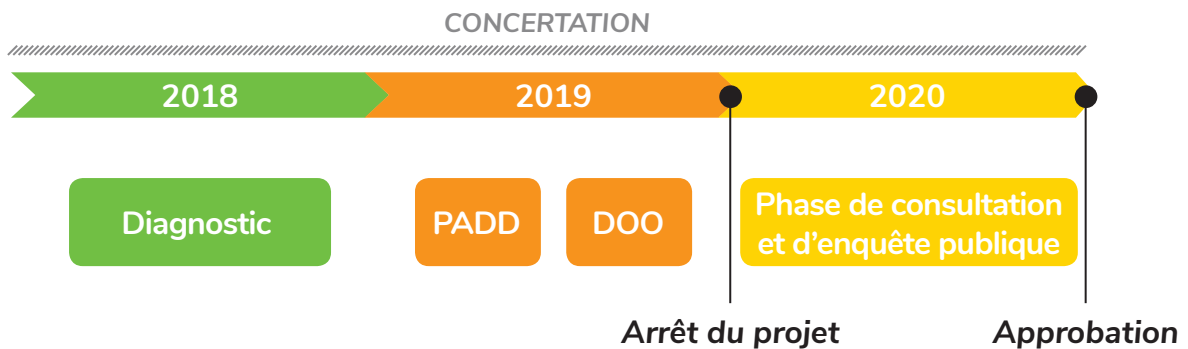 CONCERTATION
2018
2019
2020
Diagnostic
PADD
DOO
Phase de consultation
et d'enquête publique
Arrêt du projet
Approbation